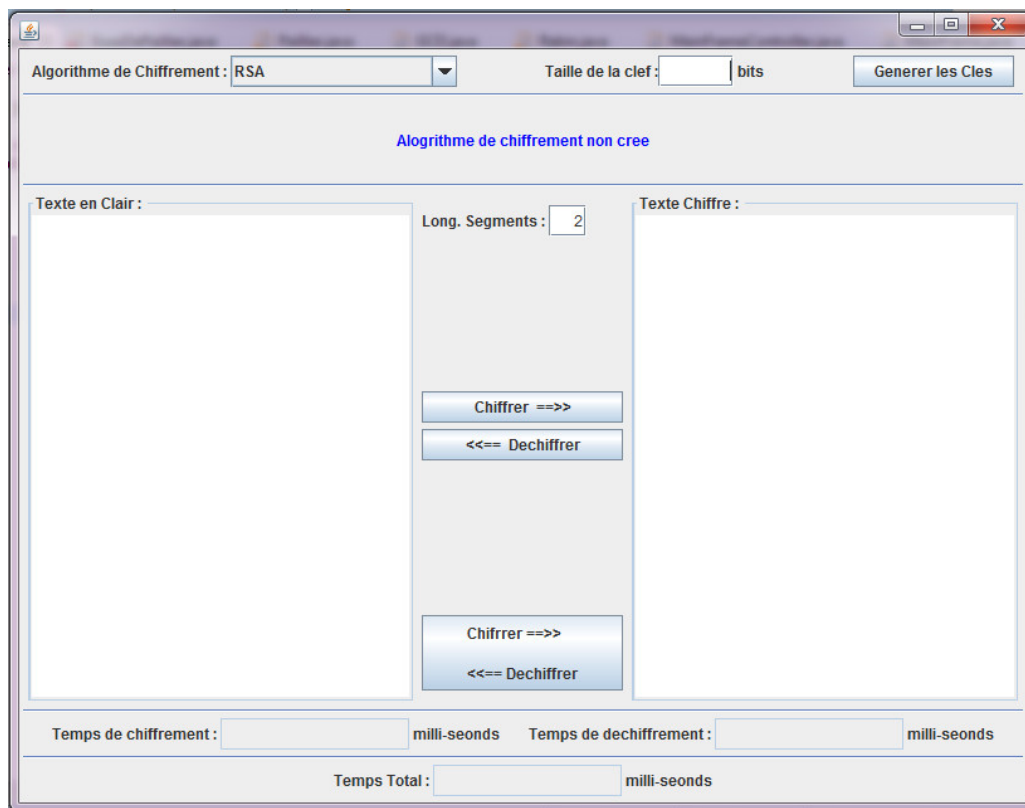 Algorithme de Chiffrement : RSA Taille de la clef : bits Generer les Cles
Alogrithme de chiffrement non cree
Texte en Clair :
Long. Segments : 2
Texte Chiffre :
Chiffrer ==>>
<<== Dechiffrer
Chifrrer ==>>
<<== Dechiffrer
Temps de chiffrement : milli-seonds Temps de dechiffrement : milli-seonds
Temps Total : milli-seonds